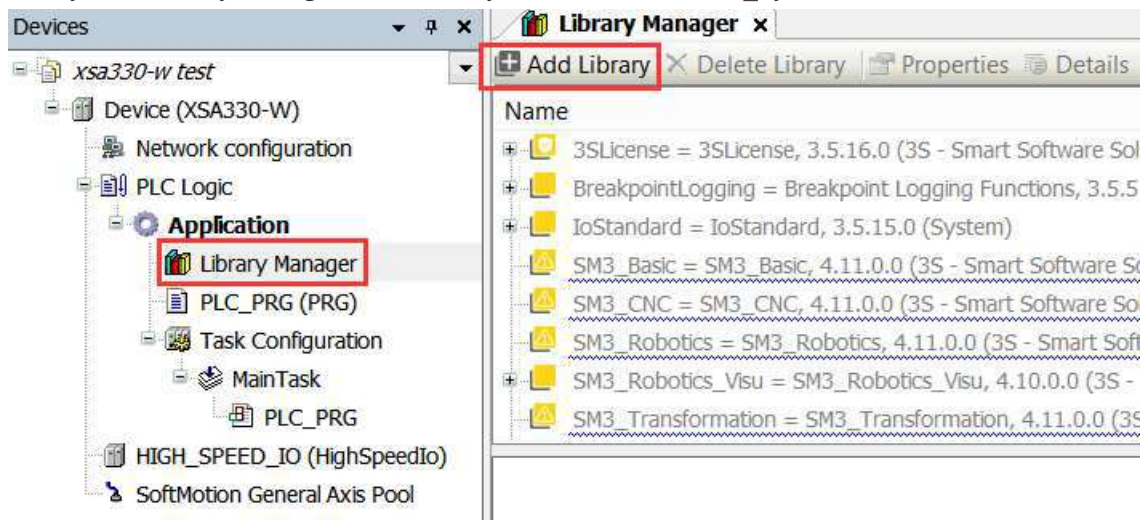 Devices
xsa330-w test
Device (XSA330-W)
Network configuration
PLC Logic
Application
Library Manager
PLC_PRG (PRG)
Task Configuration
MainTask
PLC_PRG
HIGH_SPEED_IO (HighSpeedIo)
SoftMotion General Axis Pool
Library Manager
Add Library Delete Library Properties Details
Name
3SLicense = 3SLicense, 3.5.16.0 (3S - Smart Software Sol
BreakpointLogging = Breakpoint Logging Functions, 3.5.5
IoStandard = IoStandard, 3.5.15.0 (System)
SM3_Basic = SM3_Basic, 4.11.0.0 (3S - Smart Software So
SM3_CNC = SM3_CNC, 4.11.0.0 (3S - Smart Software Sol
SM3_Robotics = SM3_Robotics, 4.11.0.0 (3S - Smart Soft
SM3_Robotics_Visu = SM3_Robotics_Visu, 4.10.0.0 (3S -
SM3_Transformation = SM3_Transformation, 4.11.0.0 (3S